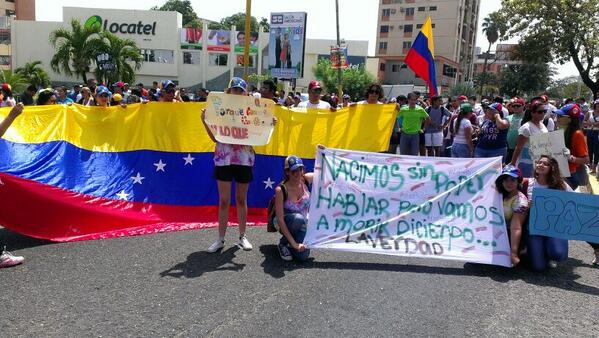 Locatel
LO QUE
NACIMOS sin poder
HABLAR pero vamos
A morir Diciendo...
LA VERDAD
PAZ